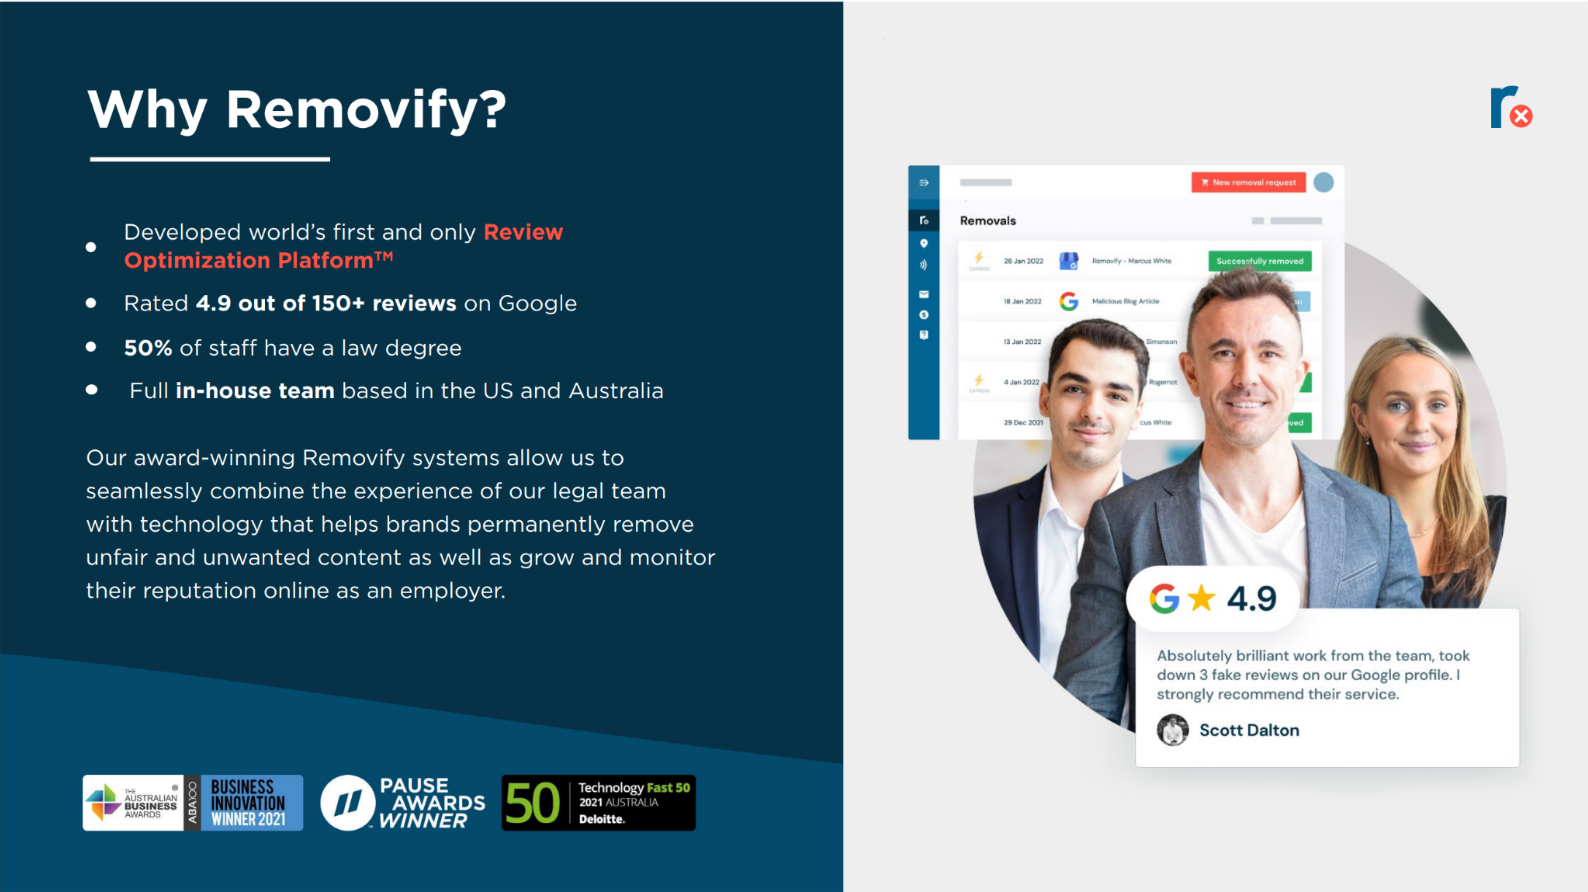 Why Removify?
Developed world’s first and only Review
Optimization Platform™
Rated 4.9 out of 150+ reviews on Google
50% of staff have a law degree
Full in-house team based in the US and Australia
Our award-winning Removify systems allow us to
seamlessly combine the experience of our legal team
with technology that helps brands permanently remove
unfair and unwanted content as well as grow and monitor
their reputation online as an employer.
THE
AUSTRALIAN
BUSINESS
AWARDS
®
ABA100
BUSINESS
INNOVATION
WINNER 2021
PAUSE
AWARDS
WINNER
™
50
Technology Fast 50
2021 AUSTRALIA
Deloitte.
r
New removal request
Removals
EXPRESS 26 Jan 2022 Removify - Marcus White Successfully removed
18 Jan 2022 Malicious Blog Article
13 Jan 2022 Simonson
EXPRESS 4 Jan 2022 Rogernot
29 Dec 2021 cus White ved
G 4.9
Absolutely brilliant work from the team, took
down 3 fake reviews on our Google profile. I
strongly recommend their service.
Scott Dalton